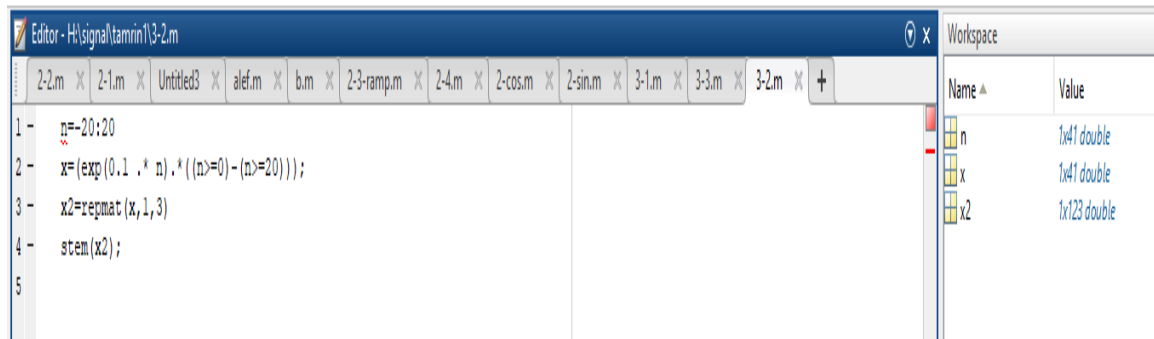 Editor - H:\signal\tamrin1\3-2.m
2-2.m 2-1.m Untitled3 alef.m b.m 2-3-ramp.m 2-4.m 2-cos.m 2-sin.m 3-1.m 3-3.m 3-2.m +
1 - n=-20:20
2 - x=(exp(0.1 .* n).*((n>=0)-(n>=20)));
3 - x2=repmat(x,1,3)
4 - stem(x2);
5
Workspace
Name Value
n 1x41 double
x 1x41 double
x2 1x123 double